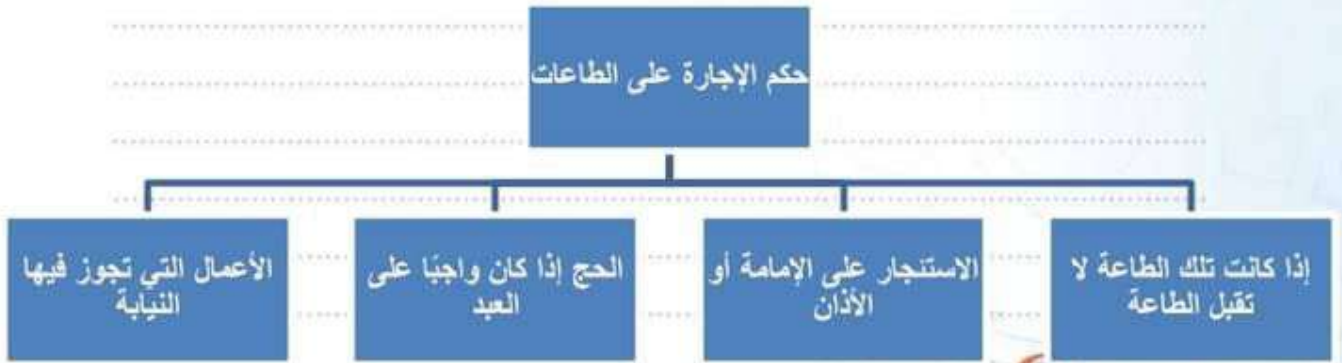 حكم الإجارة على الطاعات
إذا كانت تلك الطاعة لا
تقبل الطاعة
الاستنجار على الإمامة أو
الأذان
الحج إذا كان واجبًا على
العبد
الأعمال التي تجوز فيها
النيابة